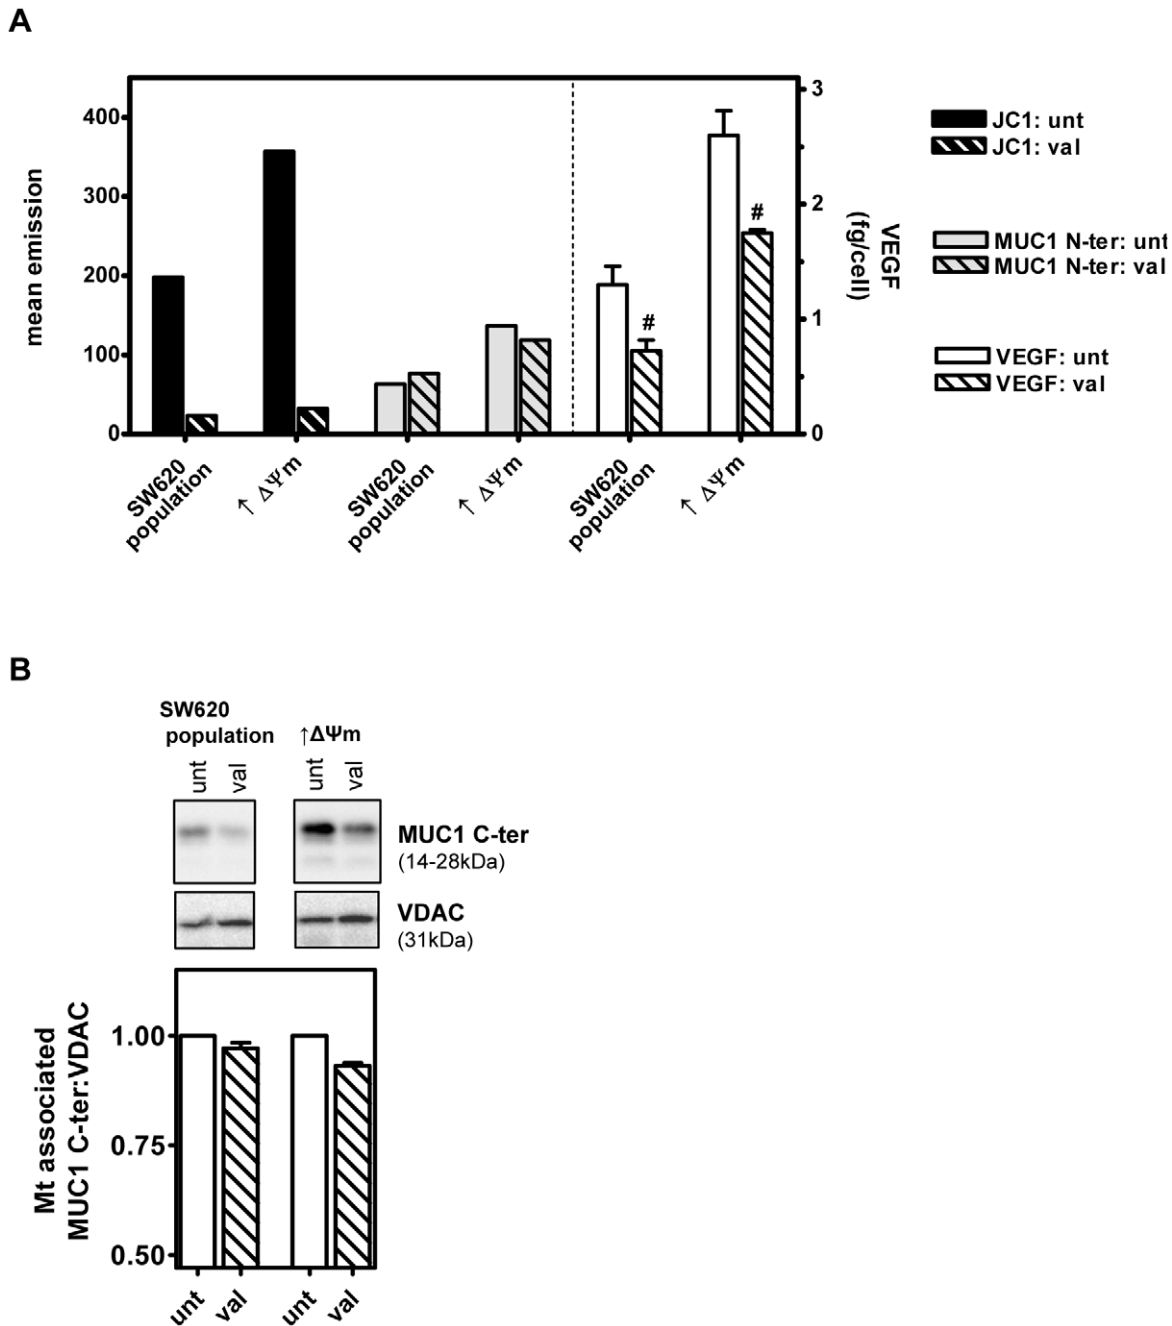 A
400
300
200
100
0
mean emission
3
2
1
0
VEGF
(fg/cell)
#
#
SW620
population
↑ ΔΨm
SW620
population
↑ ΔΨm
SW620
population
↑ ΔΨm
JC1: unt
JC1: val
MUC1 N-ter: unt
MUC1 N-ter: val
VEGF: unt
VEGF: val
B
SW620
population
↑ΔΨm
unt
val
unt
val
MUC1 C-ter
(14-28kDa)
VDAC
(31kDa)
Mt associated
MUC1 C-ter:VDAC
1.00
0.75
0.50
unt
val
unt
val